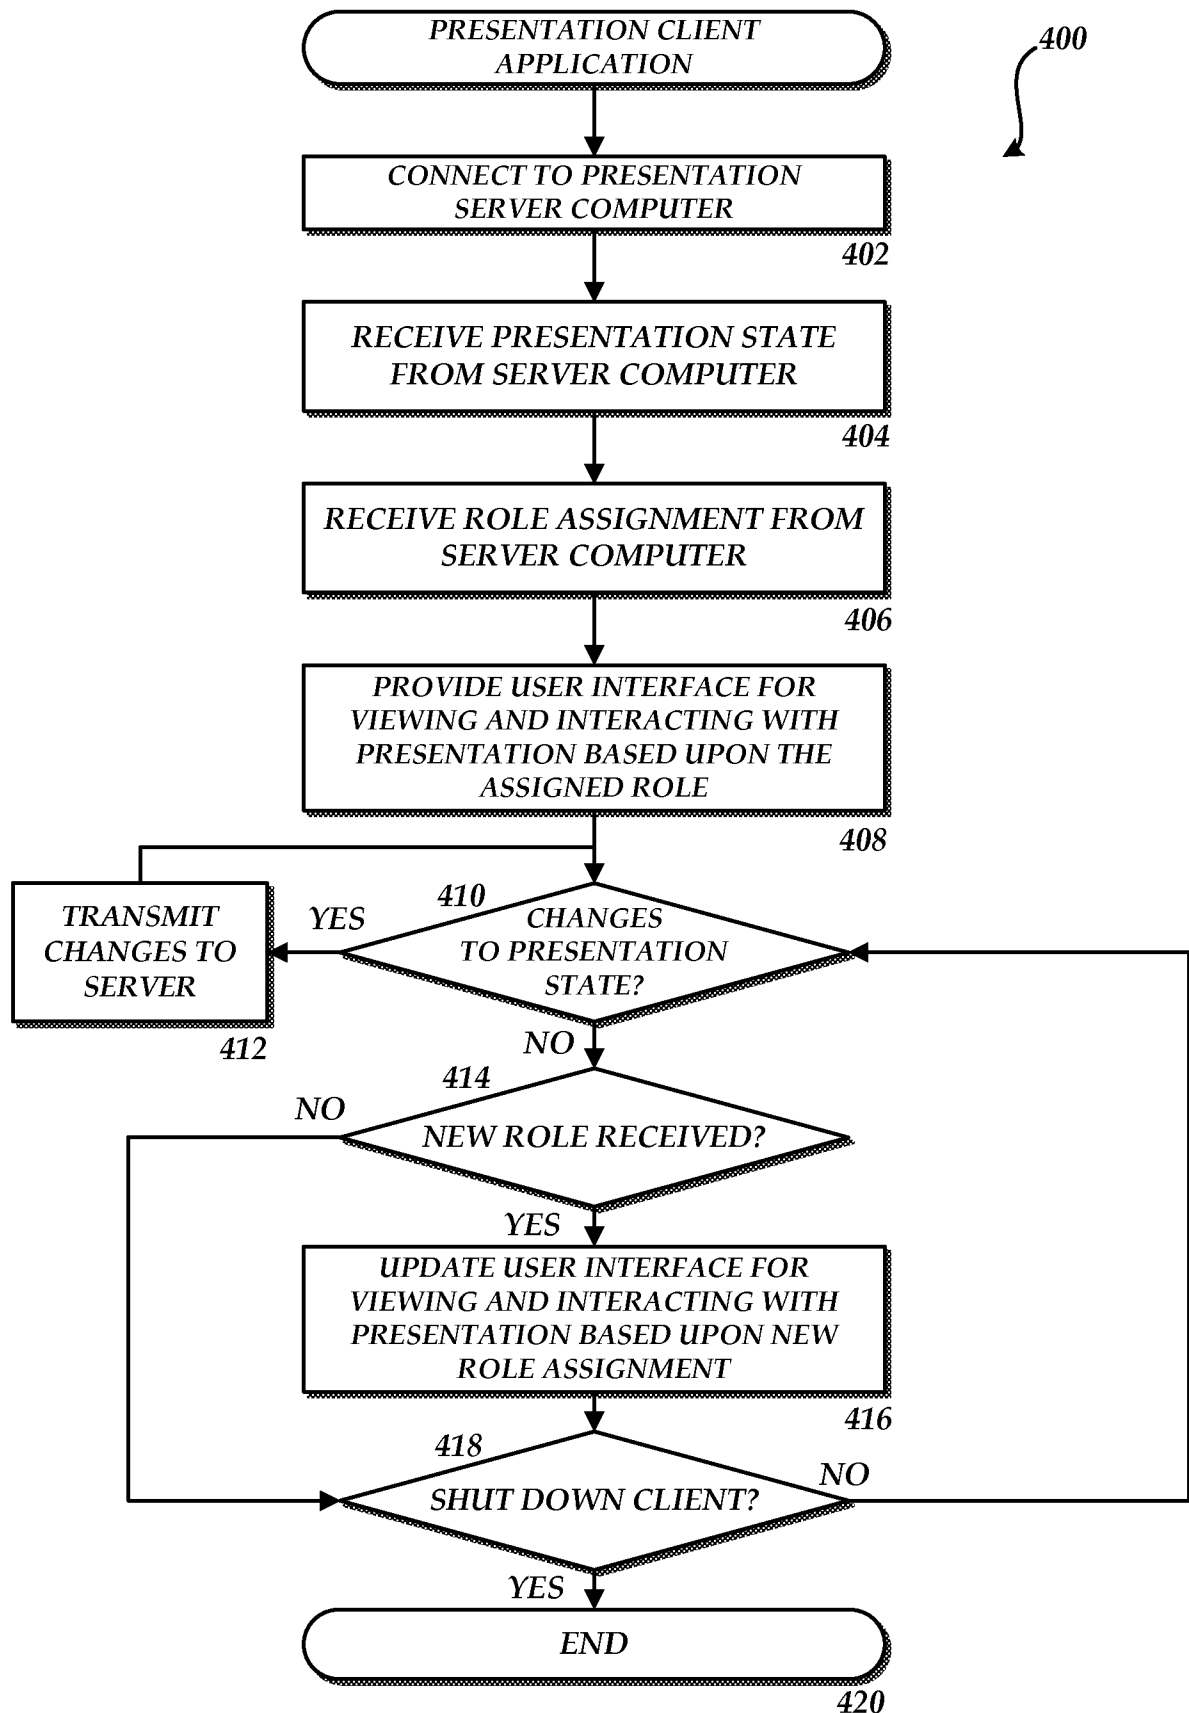 PRESENTATION CLIENT
APPLICATION
400
CONNECT TO PRESENTATION
SERVER COMPUTER
402
RECEIVE PRESENTATION STATE
FROM SERVER COMPUTER
404
RECEIVE ROLE ASSIGNMENT FROM
SERVER COMPUTER
406
PROVIDE USER INTERFACE FOR
VIEWING AND INTERACTING WITH
PRESENTATION BASED UPON THE
ASSIGNED ROLE
408
410
YES
CHANGES
TO PRESENTATION
STATE?
TRANSMIT
CHANGES TO
SERVER
412
NO
414
NO
NEW ROLE RECEIVED?
YES
UPDATE USER INTERFACE FOR
VIEWING AND INTERACTING WITH
PRESENTATION BASED UPON NEW
ROLE ASSIGNMENT
416
418
NO
SHUT DOWN CLIENT?
YES
END
420